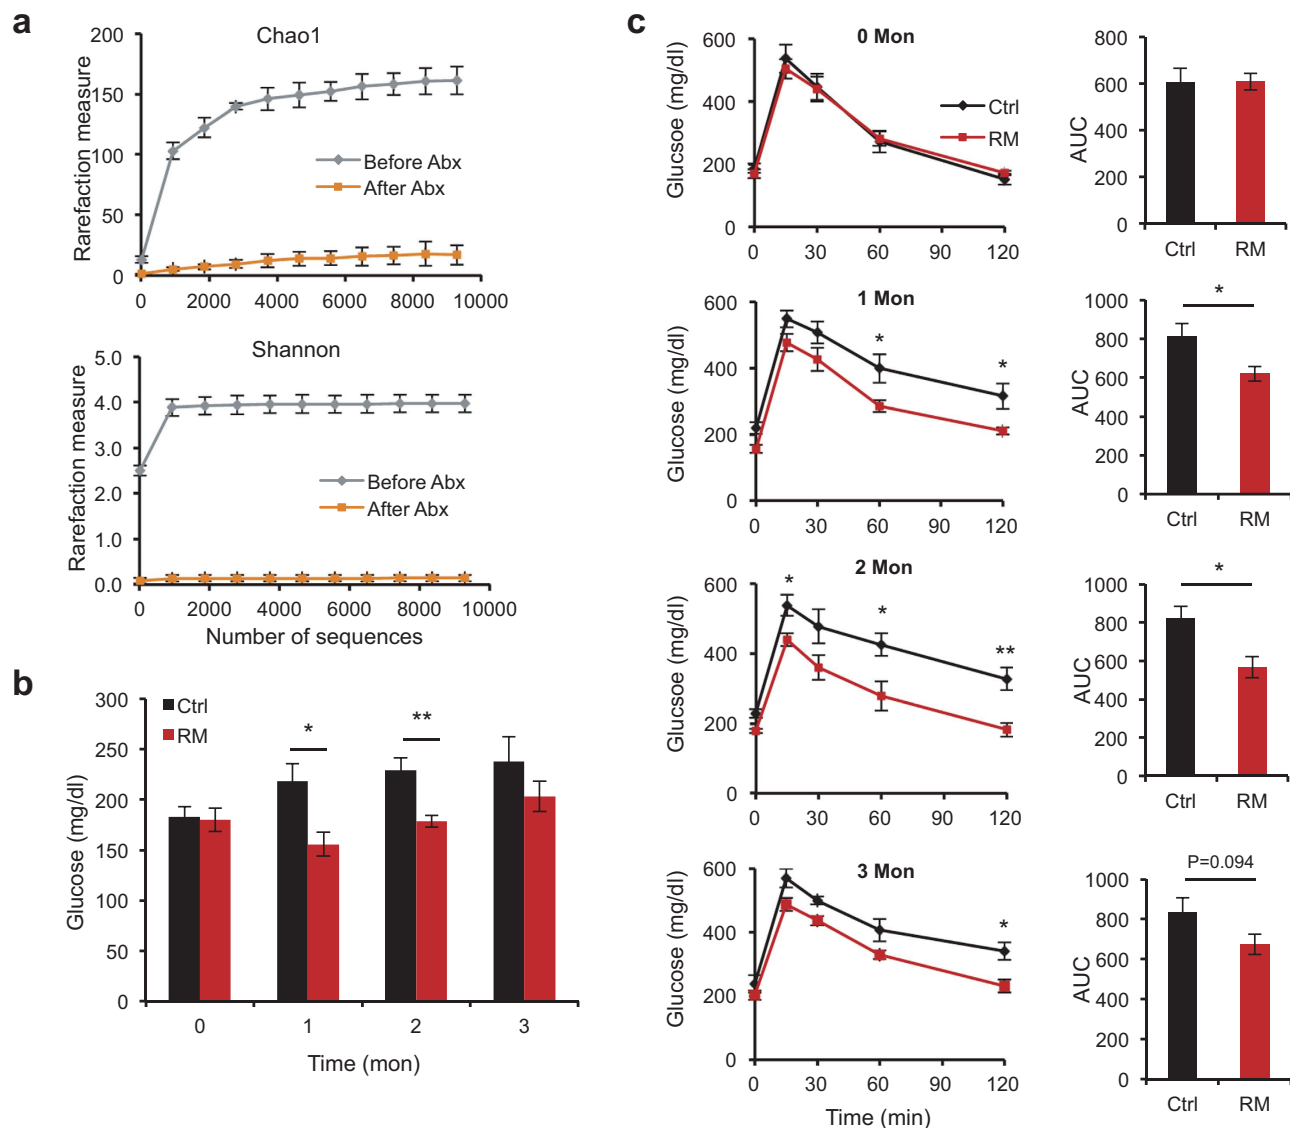 a
Chao1
Rarefaction measure
200
150
100
50
0
Before Abx
After Abx
0 2000 4000 6000 8000 10000
Shannon
Rarefaction measure
5.0
4.0
3.0
2.0
1.0
0.0
Before Abx
After Abx
0 2000 4000 6000 8000 10000
Number of sequences
b
Glucose (mg/dl)
300
250
200
150
100
50
0
Ctrl
RM
*
**
0 1 2 3
Time (mon)
c
0 Mon
Glucsoe (mg/dl)
600
400
200
0
Ctrl
RM
0 30 60 90 120
AUC
800
600
400
200
0
Ctrl RM
1 Mon
Glucose (mg/dl)
600
400
200
0
*
*
0 30 60 90 120
AUC
1000
800
600
400
200
0
*
Ctrl RM
2 Mon
Glucsoe (mg/dl)
600
400
200
0
*
*
**
0 30 60 90 120
AUC
1000
800
600
400
200
0
*
Ctrl RM
3 Mon
Glucsoe (mg/dl)
600
400
200
0
*
0 30 60 90 120
Time (min)
AUC
1000
800
600
400
200
0
P=0.094
Ctrl RM